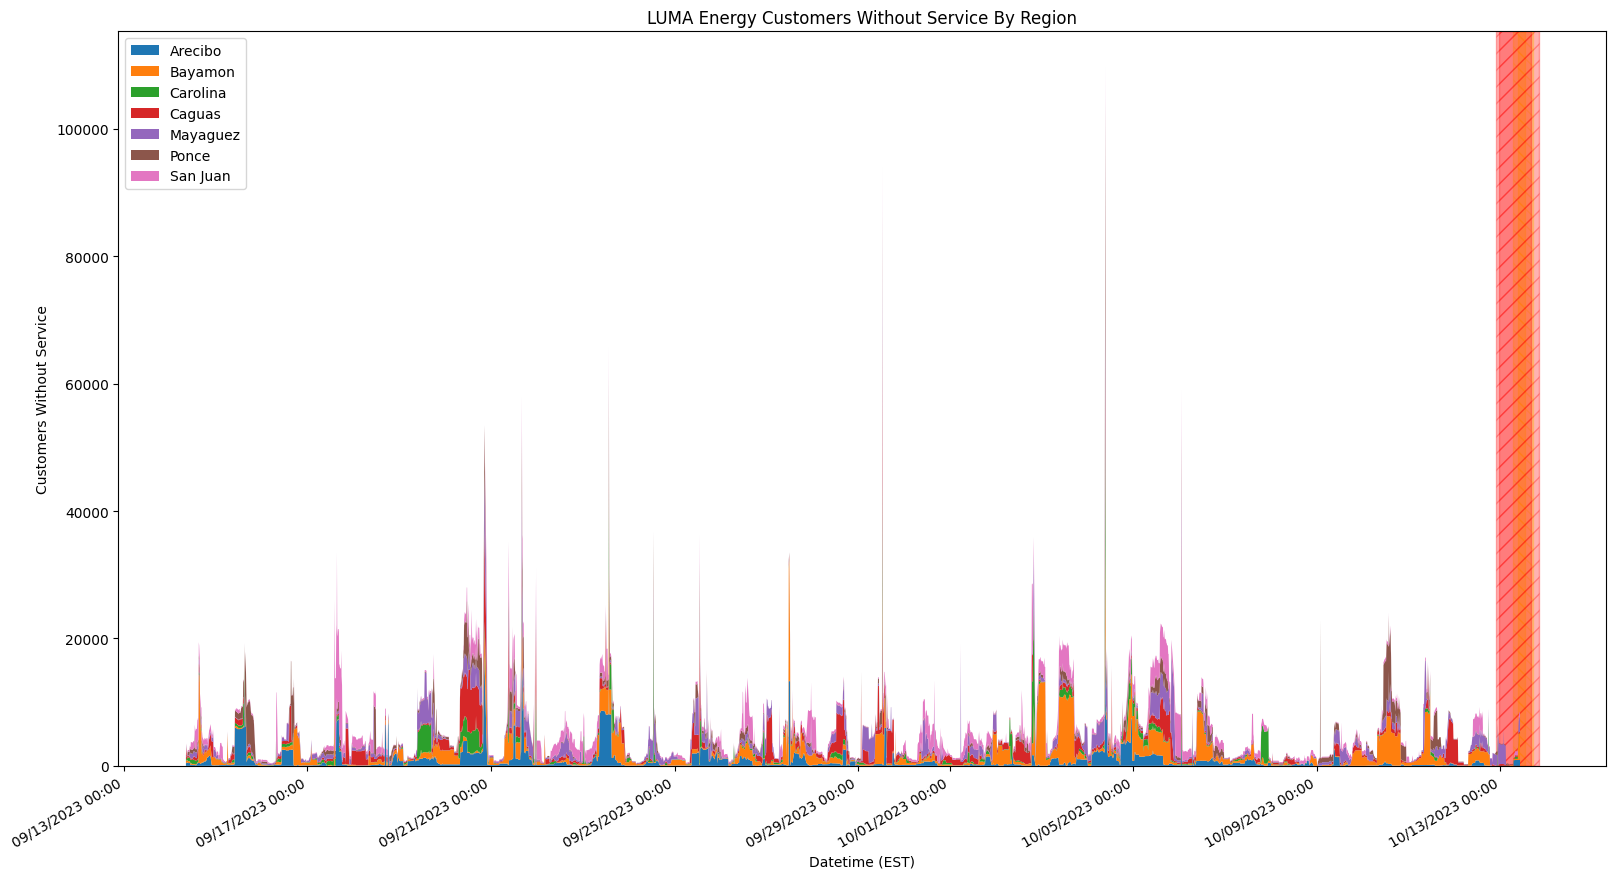 LUMA Energy Customers Without Service By Region
Arecibo
Bayamon
Carolina
Caguas
Mayaguez
Ponce
San Juan
100000
80000
60000
40000
20000
0
Customers Without Service
09/13/2023 00:00
09/17/2023 00:00
09/21/2023 00:00
09/25/2023 00:00
09/29/2023 00:00
10/01/2023 00:00
10/05/2023 00:00
10/09/2023 00:00
10/13/2023 00:00
Datetime (EST)